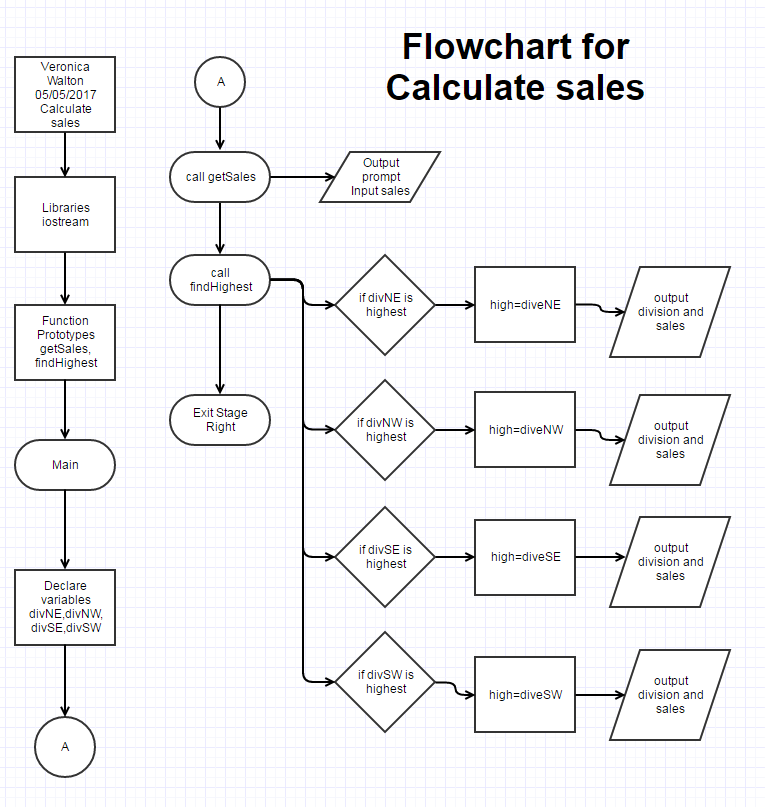 Flowchart for
Calculate sales
Veronica
Walton
05/05/2017
Calculate
sales
Libraries
iostream
Function
Prototypes
getSales,
findHighest
Main
Declare
variables
divNE,divNW,
divSE,divSW
A
A
call getSales
Output
prompt
Input sales
call
findHighest
Exit Stage
Right
if divNE is
highest
high=diveNE
output
division and
sales
if divNW is
highest
high=diveNW
output
division and
sales
if divSE is
highest
high=diveSE
output
division and
sales
if divSW is
highest
high=diveSW
output
division and
sales